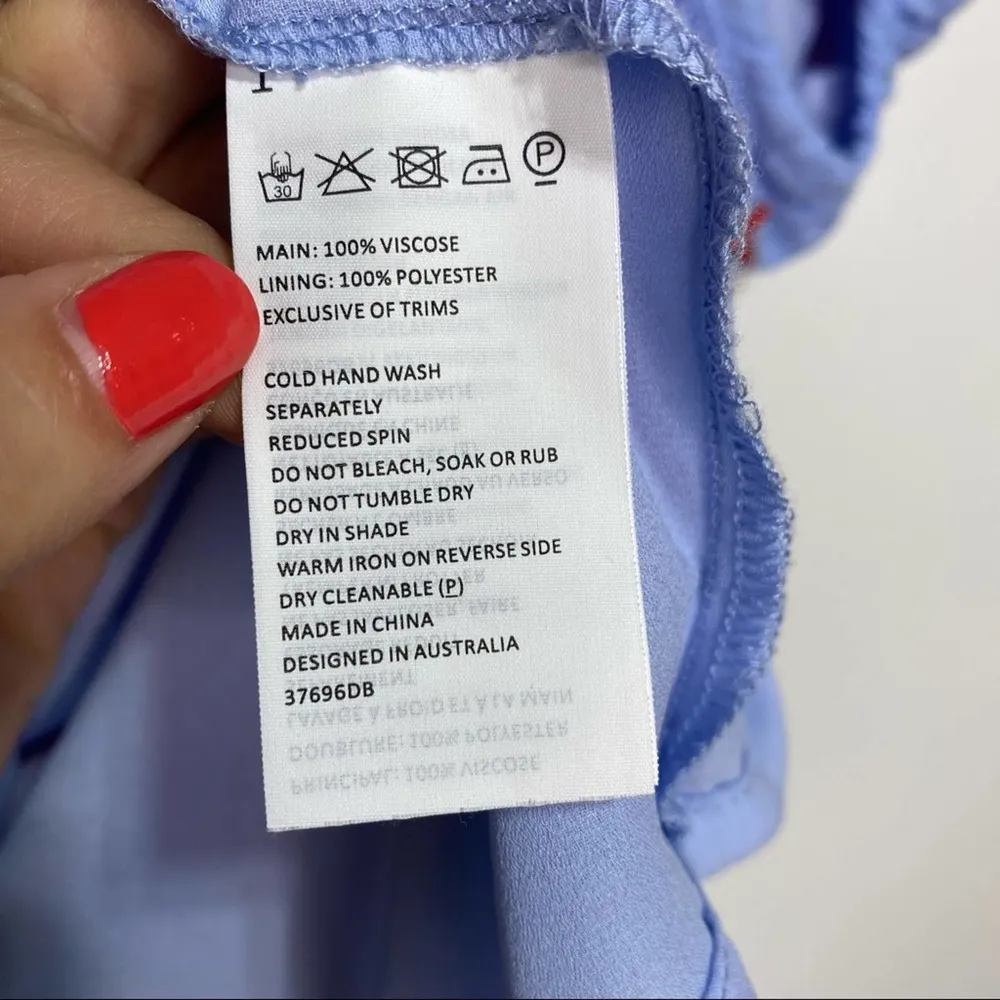 30 P
MAIN: 100% VISCOSE
LINING: 100% POLYESTER
EXCLUSIVE OF TRIMS
COLD HAND WASH
SEPARATELY
REDUCED SPIN
DO NOT BLEACH, SOAK OR RUB
DO NOT TUMBLE DRY
DRY IN SHADE
WARM IRON ON REVERSE SIDE
DRY CLEANABLE (P)
MADE IN CHINA
DESIGNED IN AUSTRALIA
37696DB